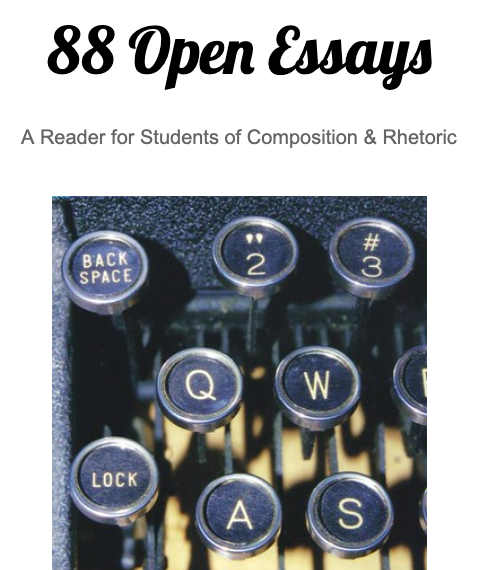 88 Open Essays
A Reader for Students of Composition & Rhetoric
BACK
SPACE
"
2
#
3
Q
W
LOCK
A
S